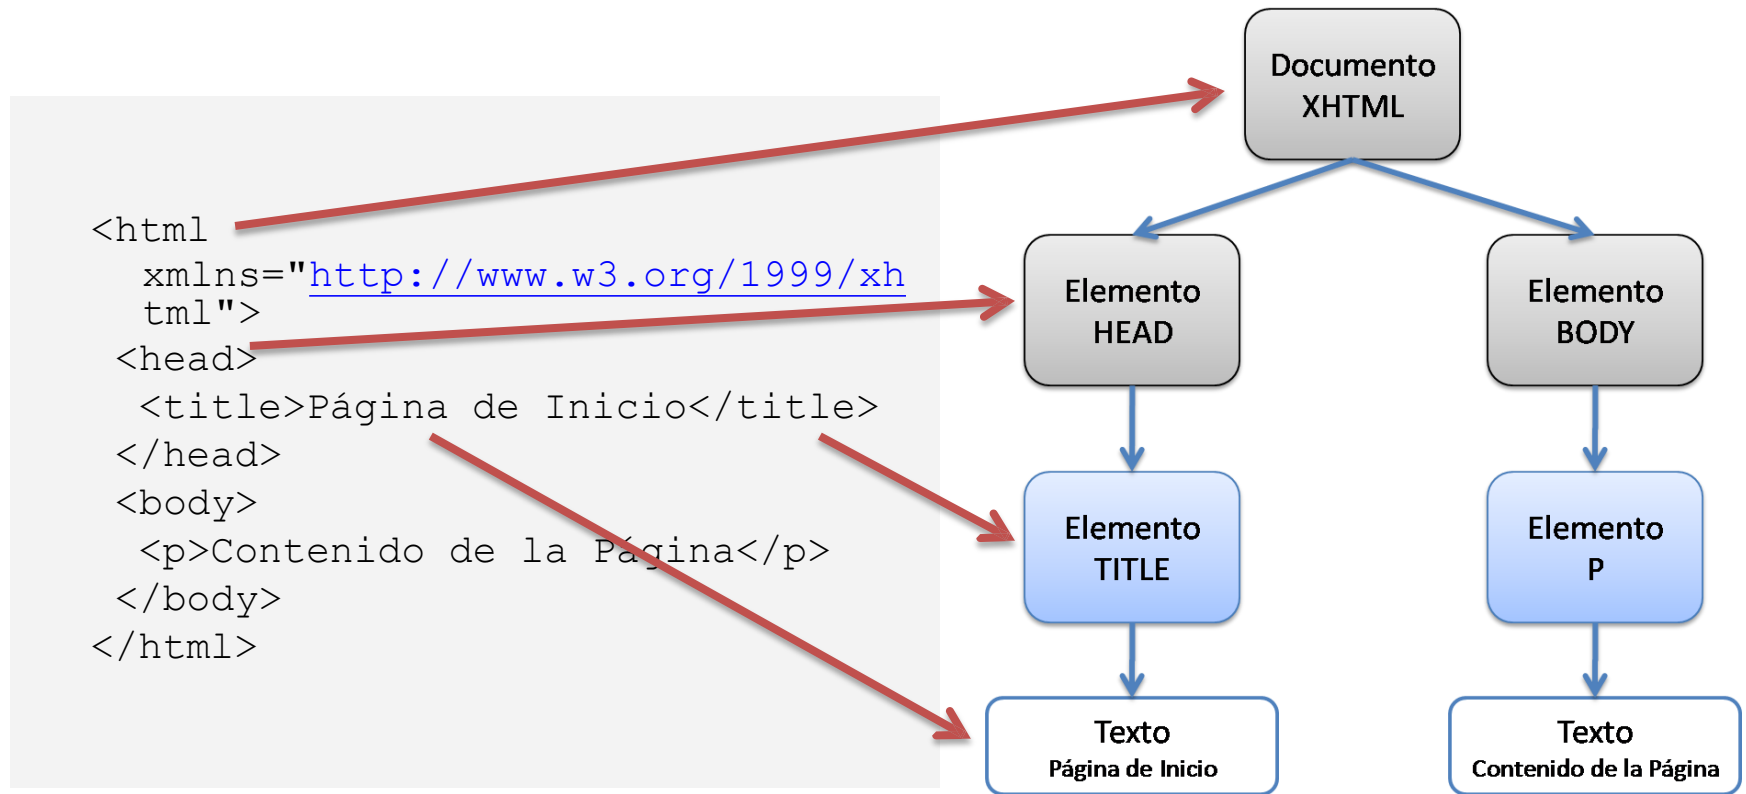 <html
xmlns="http://www.w3.org/1999/xh
tml">
<head>
<title>Página de Inicio</title>
</head>
<body>
<p>Contenido de la Página</p>
</body>
</html>
Documento
XHTML
Elemento
HEAD
Elemento
BODY
Elemento
TITLE
Elemento
P
Texto
Página de Inicio
Texto
Contenido de la Página